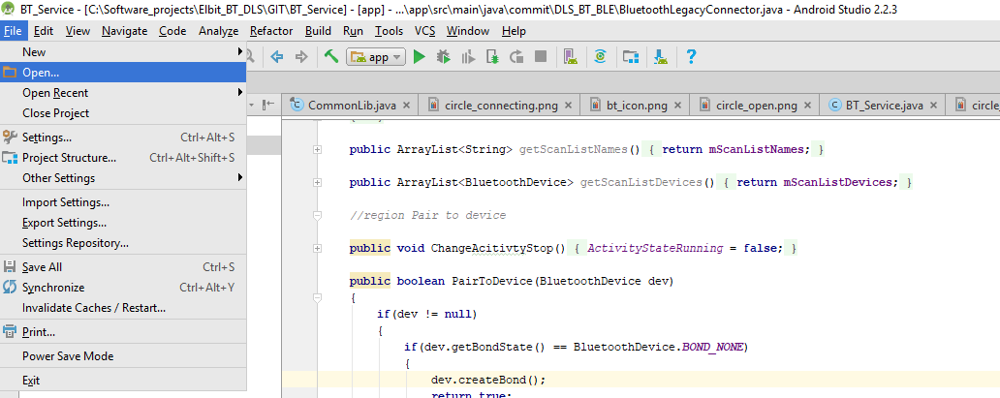 BT_Service - [C:\Software_projects\Elbit_BT_DLS\GIT\BT_Service] - [app] - ...\app\src\main\java\commit\DLS_BT_BLE\BluetoothLegacyConnector.java - Android Studio 2.2.3
File Edit View Navigate Code Analyze Refactor Build Run Tools VCS Window Help
New
Open...
Open Recent
Close Project
Settings... Ctrl+Alt+S
Project Structure... Ctrl+Alt+Shift+S
Other Settings
Import Settings...
Export Settings...
Settings Repository...
Save All Ctrl+S
Synchronize Ctrl+Alt+Y
Invalidate Caches / Restart...
Print...
Power Save Mode
Exit
app
CommonLib.java circle_connecting.png bt_icon.png circle_open.png BT_Service.java circle_
public ArrayList<String> getScanListNames() { return mScanListNames; }
public ArrayList<BluetoothDevice> getScanListDevices() { return mScanListDevices; }
//region Pair to device
public void ChangeAcitivtyStop() { ActivityStateRunning = false; }
public boolean PairToDevice(BluetoothDevice dev)
{
if(dev != null)
{
if(dev.getBondState() == BluetoothDevice.BOND_NONE)
{
dev.createBond();
return true;